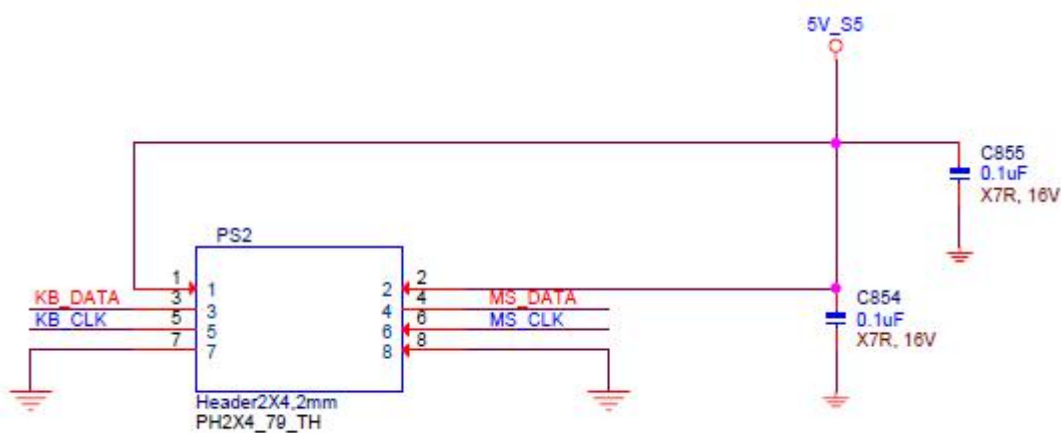 5V_S5
C855
0.1uF
X7R, 16V
PS2
1 1 2 2
KB_DATA 3 3 4 4 MS_DATA
KB_CLK 5 5 6 6 MS_CLK
7 7 8 8
C854
0.1uF
X7R, 16V
Header2X4,2mm
PH2X4_79_TH